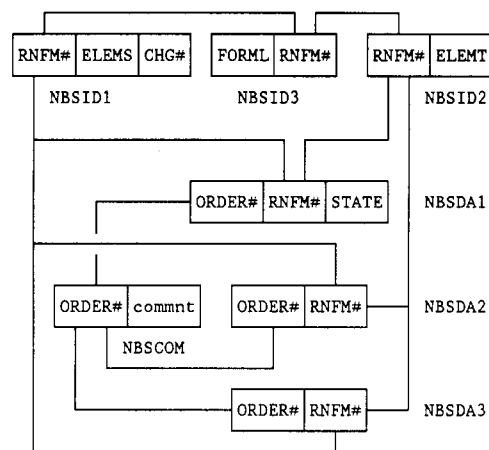 RNFM# ELEMS CHG# FORML RNFM# RNFM# ELEMT
NBSID1 NBSID3 NBSID2
ORDER# RNFM# STATE NBSDA1
ORDER# commnt ORDER# RNFM# NBSDA2
NBSCOM
ORDER# RNFM# NBSDA3